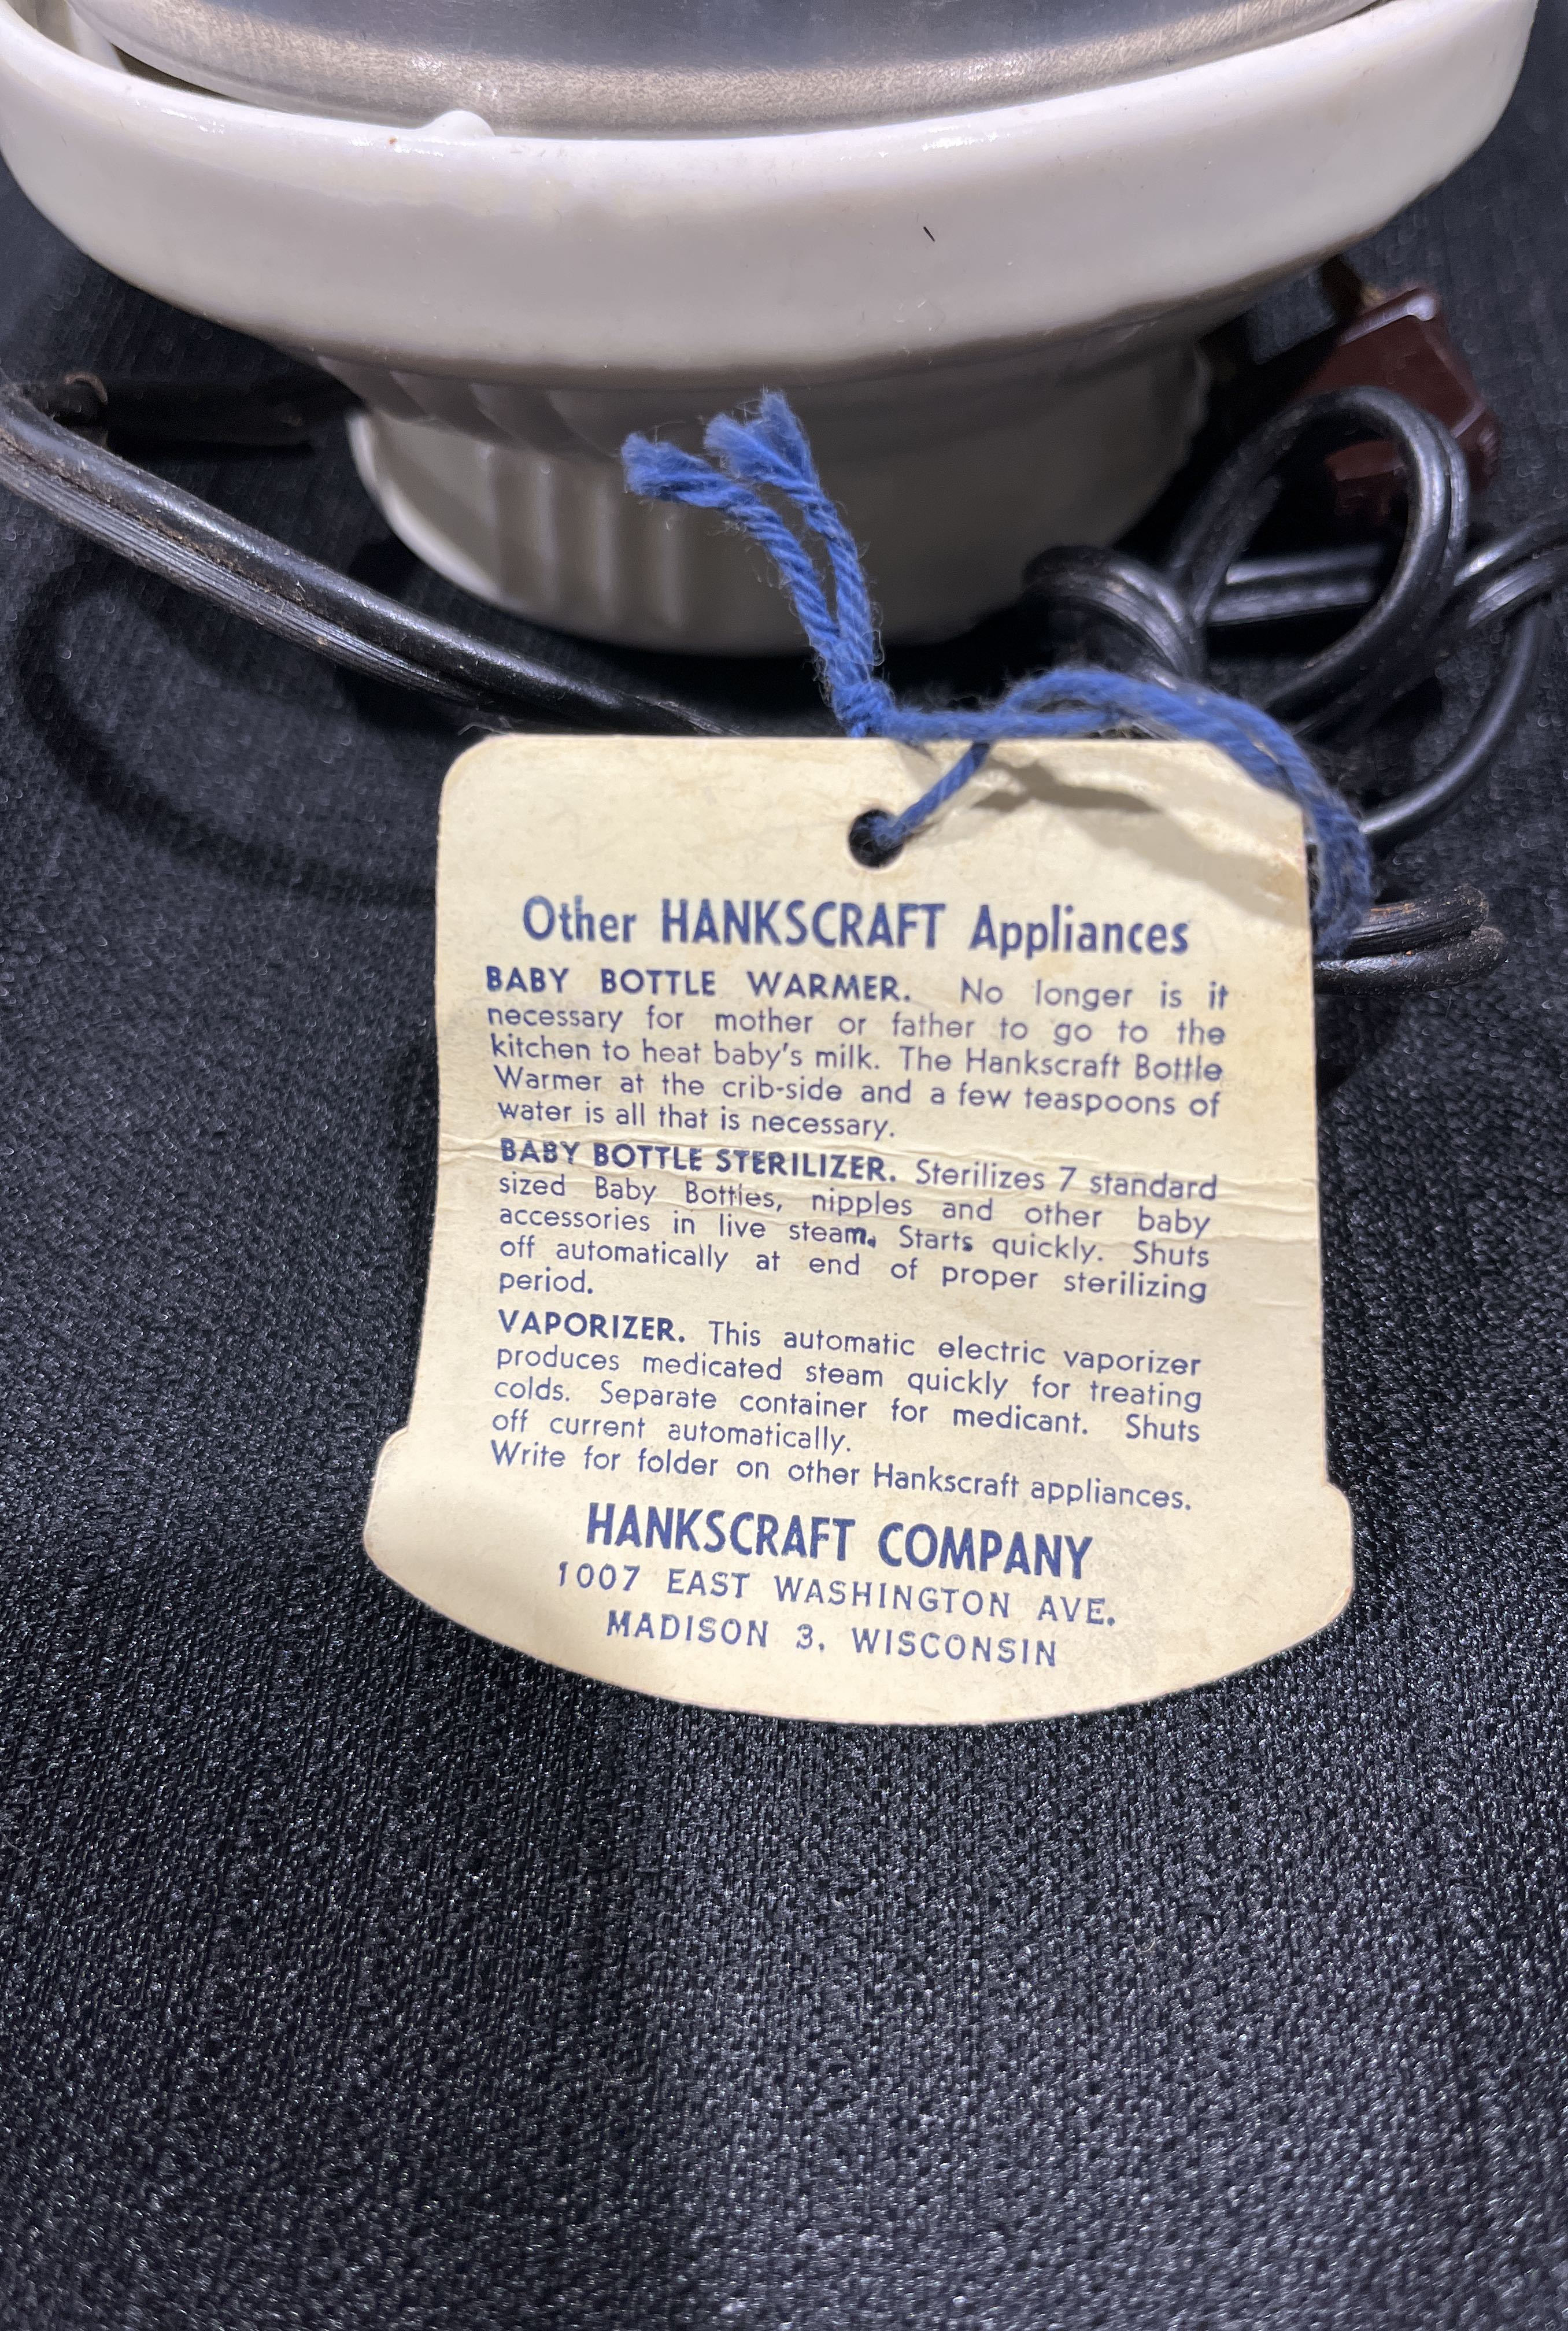 Other HANKSCRAFT Appliances
BABY BOTTLE WARMER. No longer is it
necessary for mother or father to go to the
kitchen to heat baby's milk. The Hankscraft Bottle
Warmer at the crib-side and a few teaspoons of
water is all that is necessary.
BABY BOTTLE STERILIZER. Sterilizes 7 standard
sized Baby Bottles, nipples and other baby
accessories in live steam. Starts quickly. Shuts
off automatically at end of proper sterilizing
period.
VAPORIZER. This automatic electric vaporizer
produces medicated steam quickly for treating
colds. Separate container for medicant. Shuts
off current automatically.
Write for folder on other Hankscraft appliances.
HANKSCRAFT COMPANY
1007 EAST WASHINGTON AVE.
MADISON 3, WISCONSIN